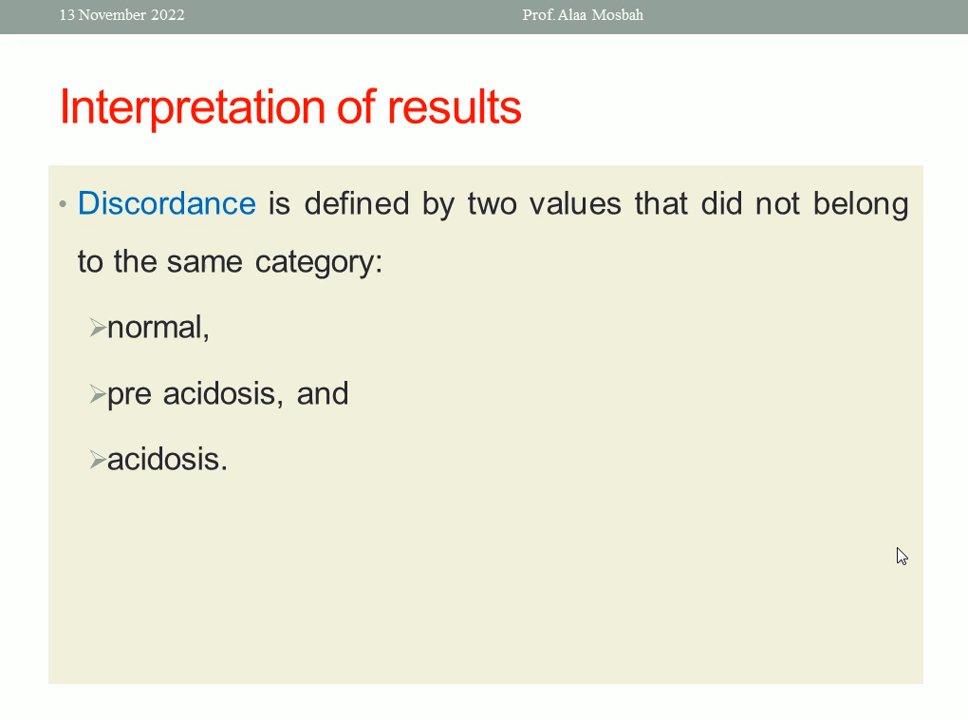 13 November 2022 Prof. Alaa Mosbah
Interpretation of results
• Discordance is defined by two values that did not belong
to the same category:
➢normal,
➢pre acidosis, and
➢acidosis.